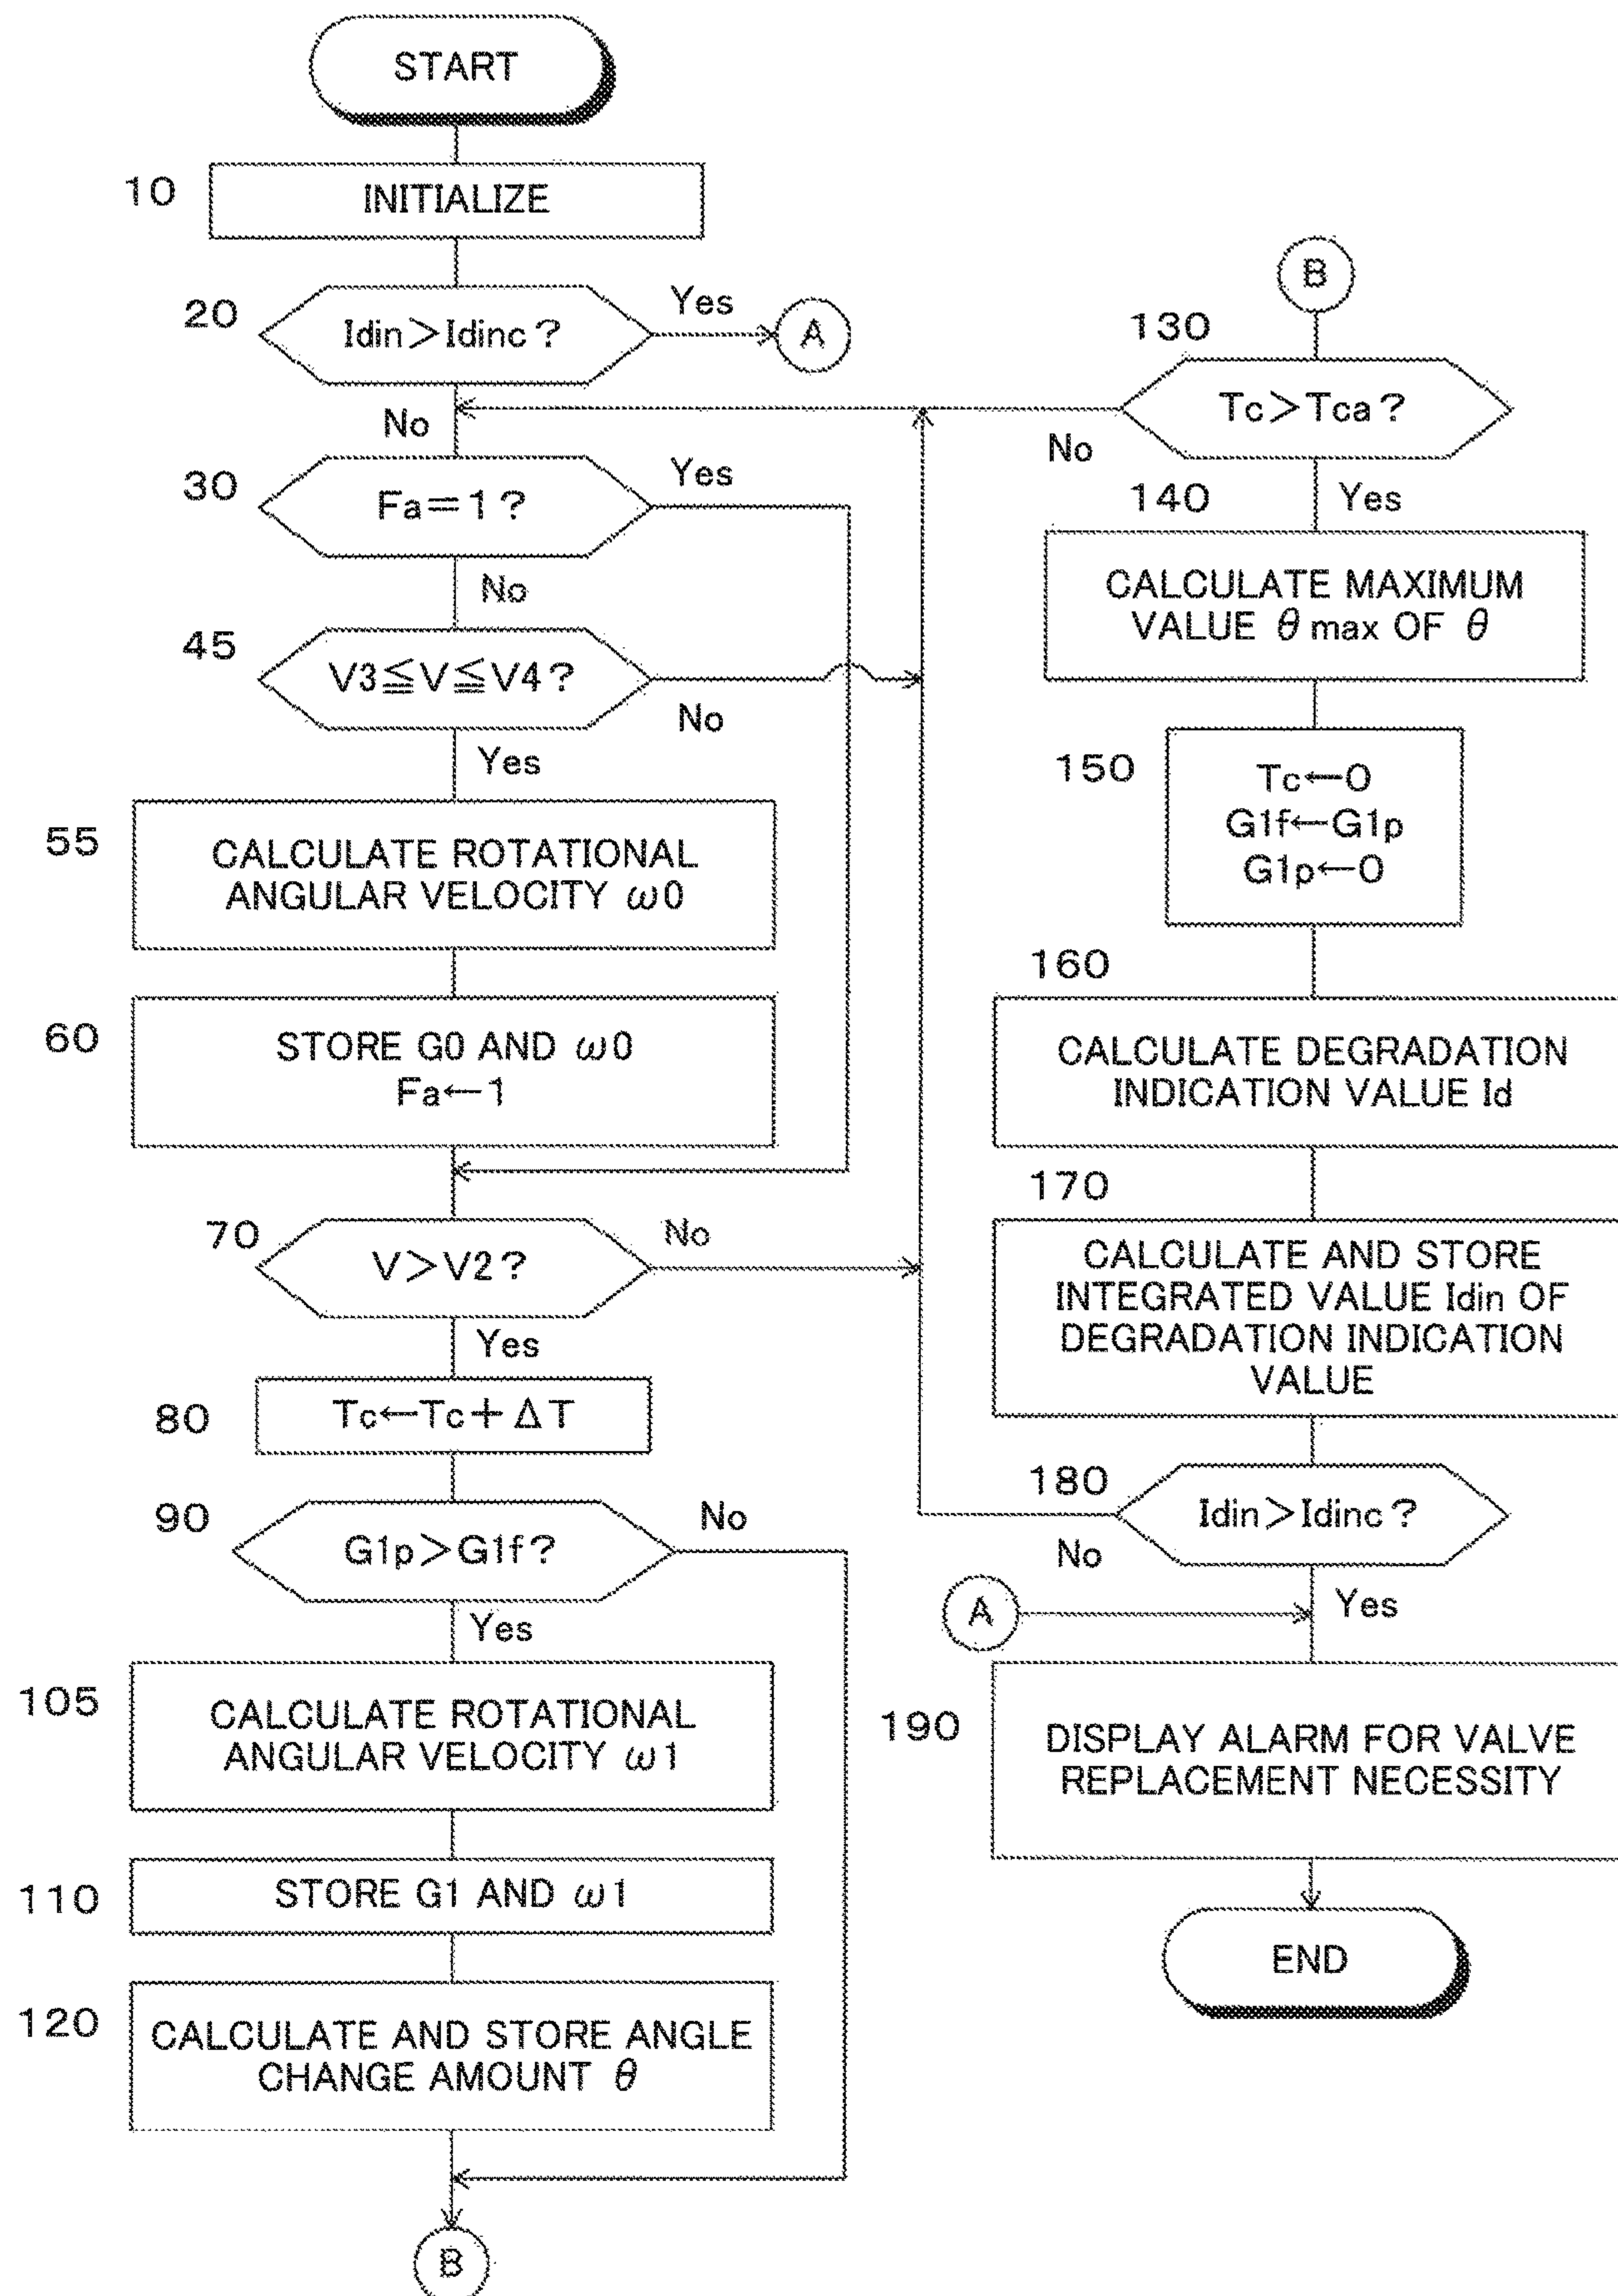 START
10
INITIALIZE
20
Idin>Idinc?
Yes
A
No
30
Fa=1?
Yes
No
45
V3≦V≦V4?
No
Yes
55
CALCULATE ROTATIONAL
ANGULAR VELOCITY ω0
60
STORE G0 AND ω0
Fa←1
70
V>V2?
No
Yes
80
Tc←Tc+ΔT
90
G1p>G1f?
No
Yes
105
CALCULATE ROTATIONAL
ANGULAR VELOCITY ω1
110
STORE G1 AND ω1
120
CALCULATE AND STORE ANGLE
CHANGE AMOUNT θ
B
B
130
Tc>Tca?
No
Yes
140
CALCULATE MAXIMUM
VALUE θmax OF θ
150
Tc←0
G1f←G1p
G1p←0
160
CALCULATE DEGRADATION
INDICATION VALUE Id
170
CALCULATE AND STORE
INTEGRATED VALUE Idin OF
DEGRADATION INDICATION
VALUE
180
Idin>Idinc?
No
Yes
A
190
DISPLAY ALARM FOR VALVE
REPLACEMENT NECESSITY
END